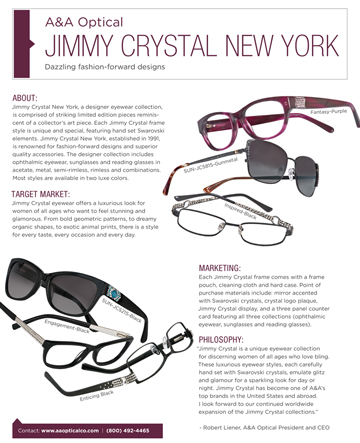 A&A Optical
JIMMY CRYSTAL NEW YORK
Dazzling fashion-forward designs
ABOUT:
Jimmy Crystal New York, a designer eyewear collection,
is comprised of striking limited edition pieces reminis-
cent of a collector's art piece. Each Jimmy Crystal frame
style is unique and special, featuring hand set Swarovski
elements. Jimmy Crystal New York, established in 1991,
is renowned for fashion-forward designs and superior
quality accessories. The designer collection includes
ophthalmic eyewear, sunglasses and reading glasses in
acetate, metal, semi-rimless, rimless and combinations.
Most styles are available in two luxe colors.
TARGET MARKET:
Jimmy Crystal eyewear offers a luxurious look for
women of all ages who want to feel stunning and
glamorous. From bold geometric patterns, to dreamy
organic shapes, to exotic animal prints, there is a style
for every taste, every occasion and every day.
Fantasy-Purple
SUN-JCS815-Gunmetal
Inspired-Black
SUN-JCS215-Black
Engagement-Black
Enticing Black
MARKETING:
Each Jimmy Crystal frame comes with a frame
pouch, cleaning cloth and hard case. Point of
purchase materials include: mirror accented
with Swarovski crystals, crystal logo plaque,
Jimmy Crystal display, and a three panel counter
card featuring all three collections (ophthalmic
eyewear, sunglasses and reading glasses).
PHILOSOPHY:
"Jimmy Crystal is a unique eyewear collection
for discerning women of all ages who love bling.
These luxurious eyewear styles, each carefully
hand set with Swarovski crystals, emulate glitz
and glamour for a sparkling look for day or
night. Jimmy Crystal has become one of A&A's
top brands in the United States and abroad.
I look forward to our continued worldwide
expansion of the Jimmy Crystal collections."
- Robert Liener, A&A Optical President and CEO
Contact: www.aaopticalco.com | (800) 492-4465